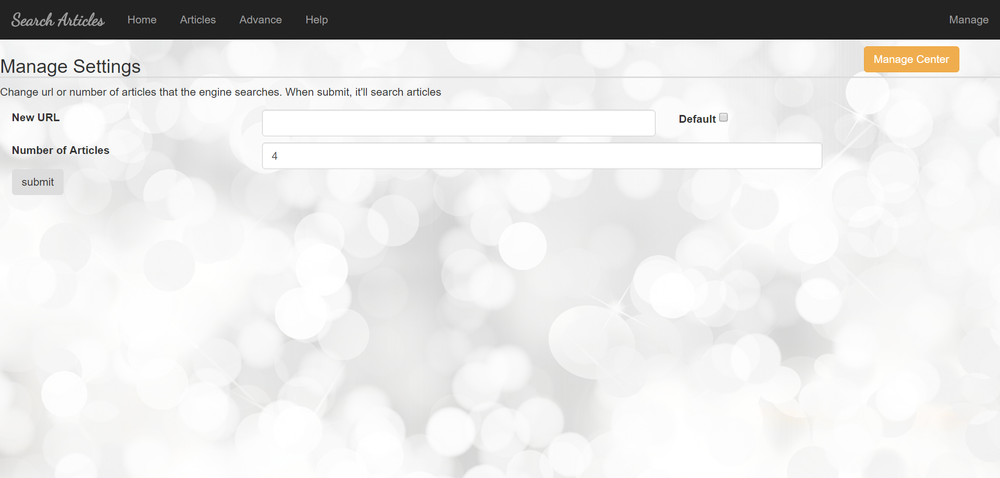 Search Articles Home Articles Advance Help Manage
Manage Center
Manage Settings
Change url or number of articles that the engine searches. When submit, it'll search articles
New URL Default
Number of Articles 4
submit